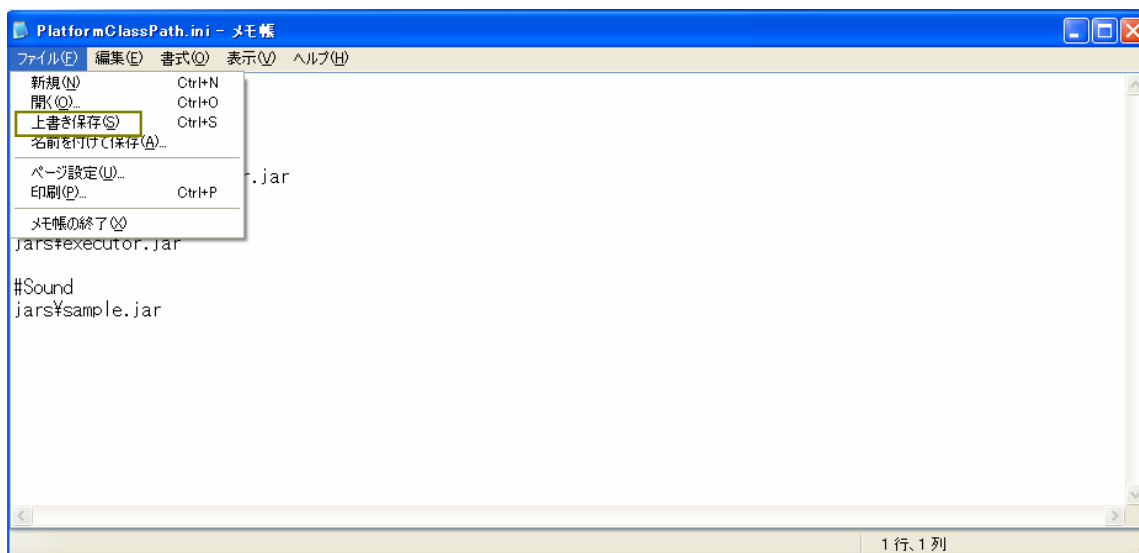 PlatformClassPath.ini - メモ帳
ファイル(F) 編集(E) 書式(O) 表示(V) ヘルプ(H)
新規(N) Ctrl+N
開く(O)... Ctrl+O
上書き保存(S) Ctrl+S
名前を付けて保存(A)...
ページ設定(U)...
r.jar
印刷(P)... Ctrl+P
メモ帳の終了(X)
jars¥executor.jar
#Sound
jars¥sample.jar
1 行、1 列